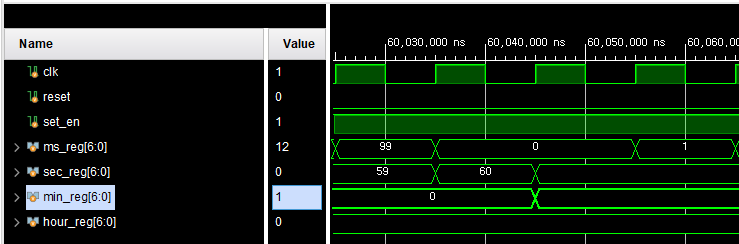 Name Value
60,030,000 ns 60,040,000 ns 60,050,000 ns 60,060,000
clk 1
reset 0
set_en 1
ms_reg[6:0] 12 99 0 1
sec_reg[6:0] 0 59 60
min_reg[6:0] 1 0
hour_reg[6:0] 0